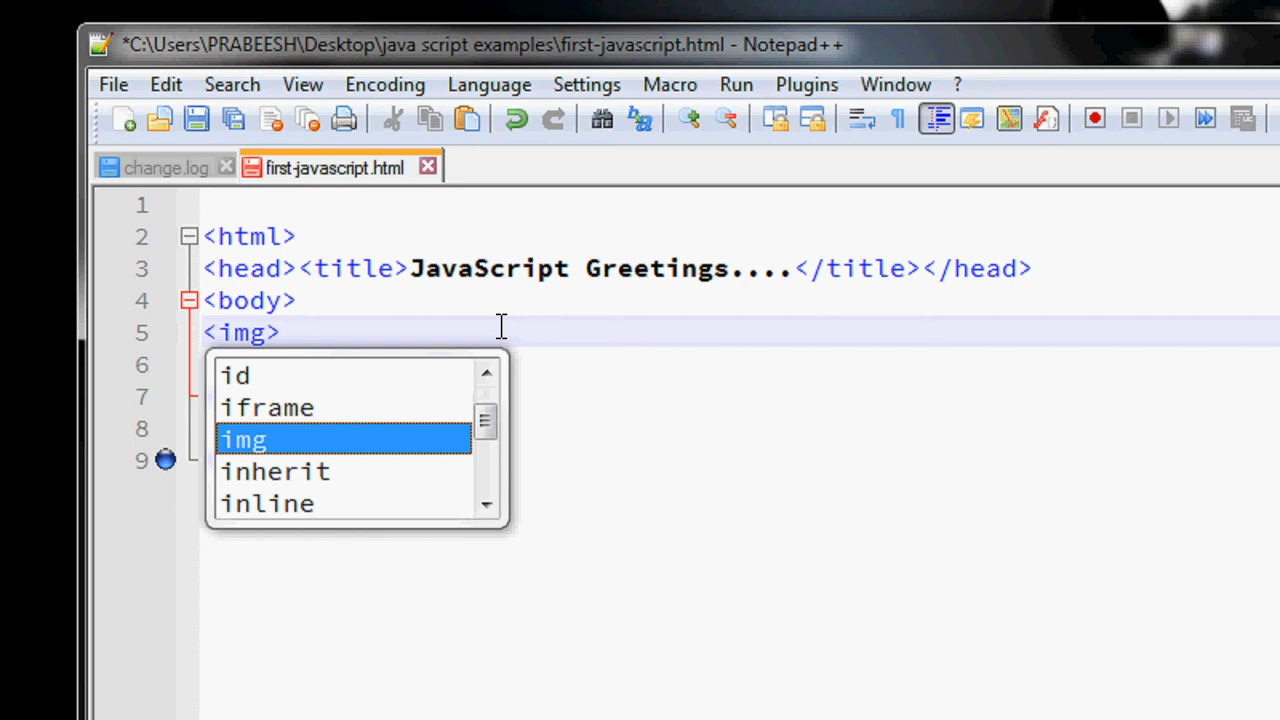 *C:\Users\PRABEESH\Desktop\java script examples\first-javascript.html - Notepad++
File Edit Search View Encoding Language Settings Macro Run Plugins Window ?
change.log first-javascript.html
1
2 <html>
3 <head><title>JavaScript Greetings....</title></head>
4 <body>
5 <img>
6
7
8
9
id
iframe
img
inherit
inline